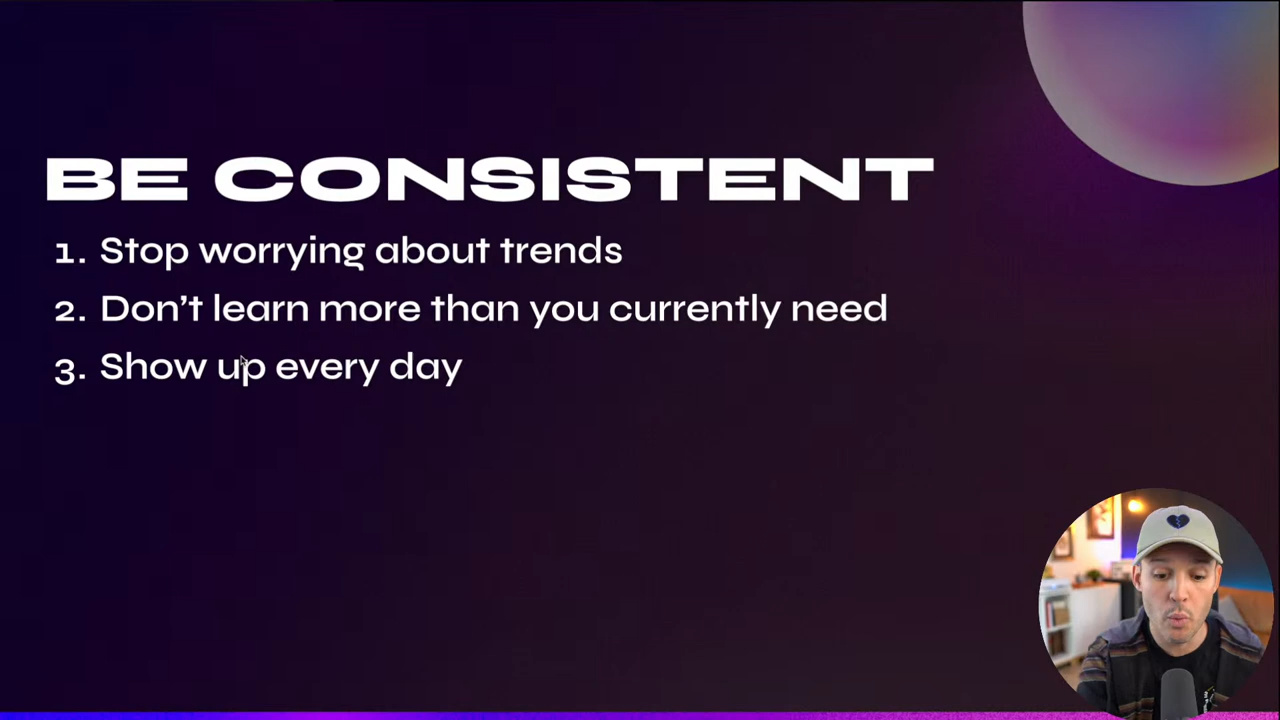 BE CONSISTENT
1. Stop worrying about trends
2. Don’t learn more than you currently need
3. Show up every day